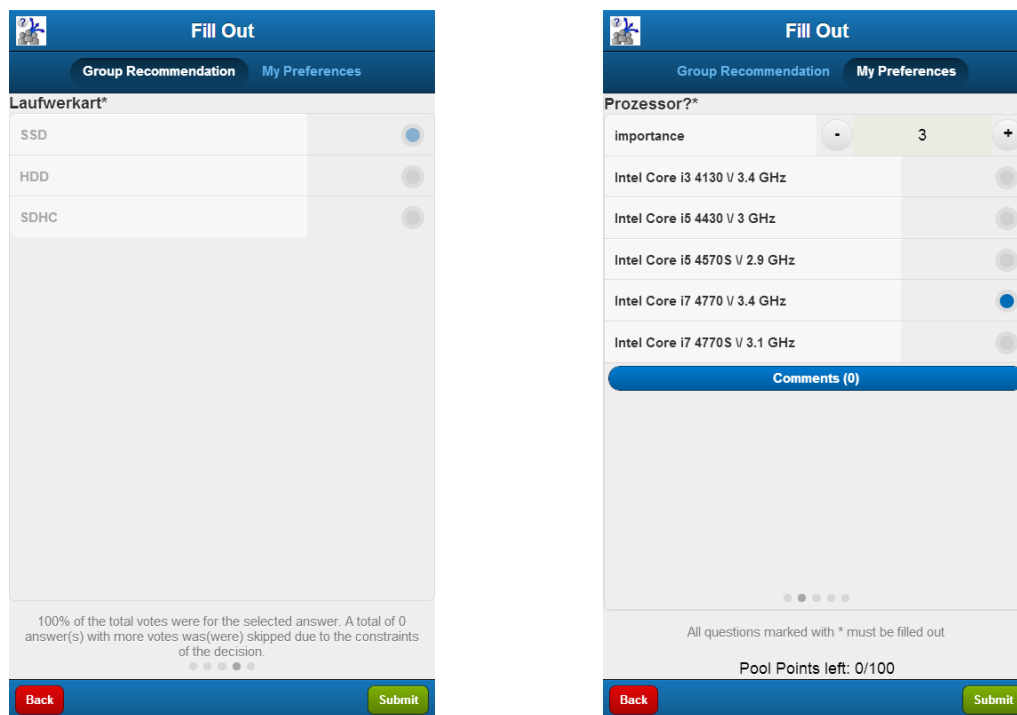 Fill Out
Group Recommendation My Preferences
Laufwerkart*
SSD
HDD
SDHC
100% of the total votes were for the selected answer. A total of 0
answer(s) with more votes was(were) skipped due to the constraints
of the decision.
Back Submit
Fill Out
Group Recommendation My Preferences
Prozessor?*
importance - 3 +
Intel Core i3 4130 \/ 3.4 GHz
Intel Core i5 4430 \/ 3 GHz
Intel Core i5 4570S \/ 2.9 GHz
Intel Core i7 4770 \/ 3.4 GHz
Intel Core i7 4770S \/ 3.1 GHz
Comments (0)
All questions marked with * must be filled out
Pool Points left: 0/100
Back Submit